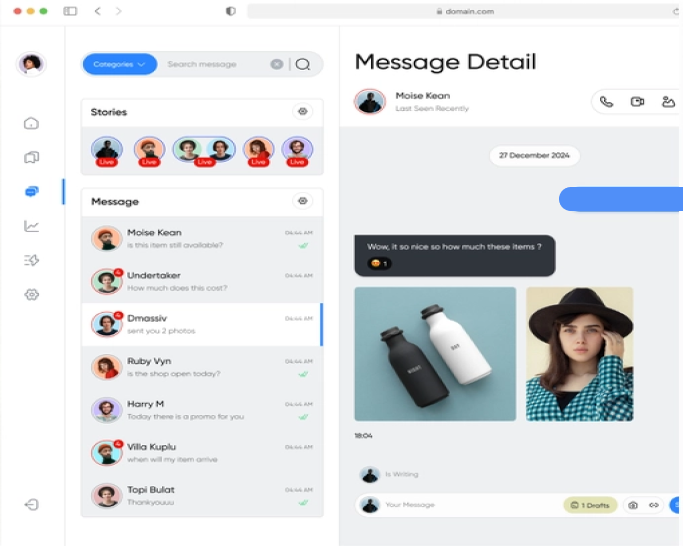 domain.com
Categories
Search message
Stories
Live
Live
Live
Live
Live
Message
Moise Kean
04:44 AM
is this item still available?
4
Undertaker
04:44 AM
How much does this cost?
Dmassiv
04:44 AM
sent you 2 photos
Ruby Vyn
04:44 AM
is the shop open today?
Harry M
04:44 AM
Today there is a promo for you
4
Villa Kuplu
04:44 AM
when will my item arrive
Topi Bulat
04:44 AM
Thankyouuu
Message Detail
Moise Kean
Last Seen Recently
27 December 2024
Wow, it so nice so how much these items ?
1
NIGHT
DAY
18:04
Is Writing
Your Message
1 Drafts